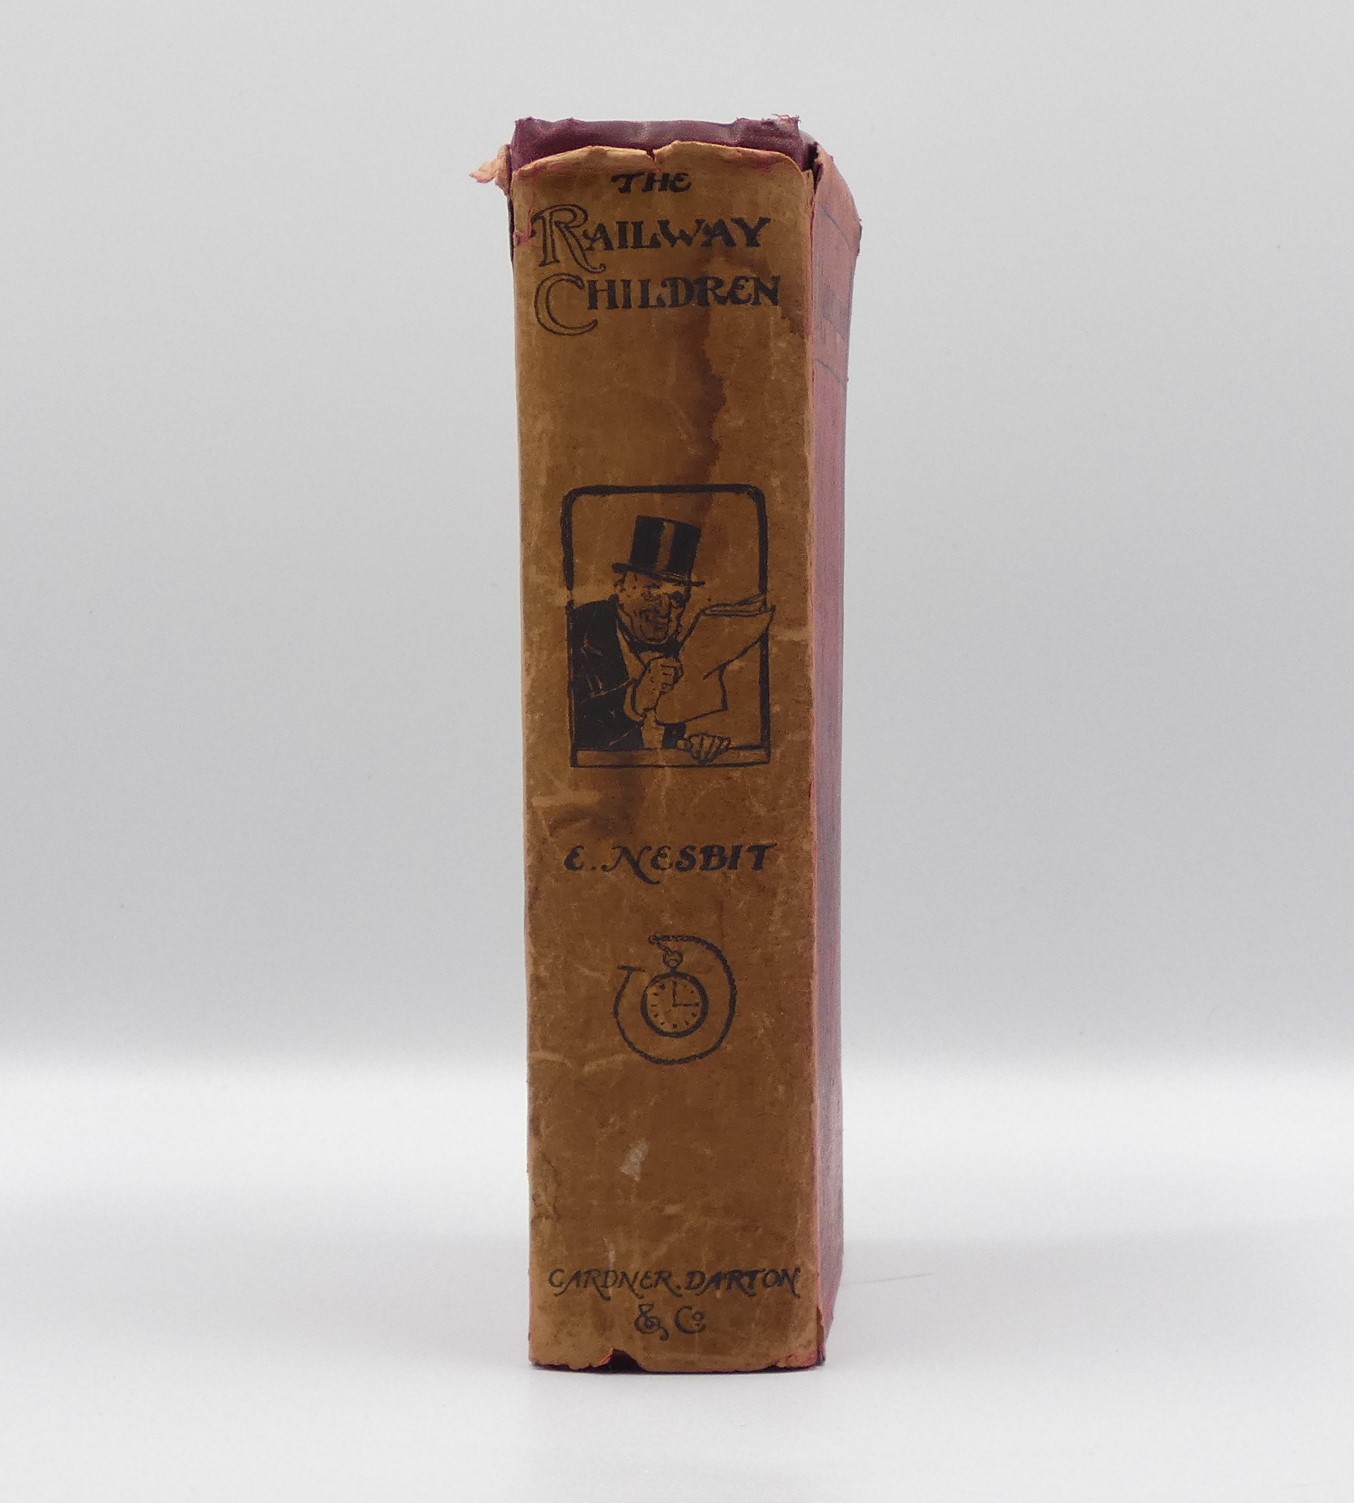 THE
RAILWAY
CHILDREN
E. NESBIT
GARDNER. DARTON
& Co